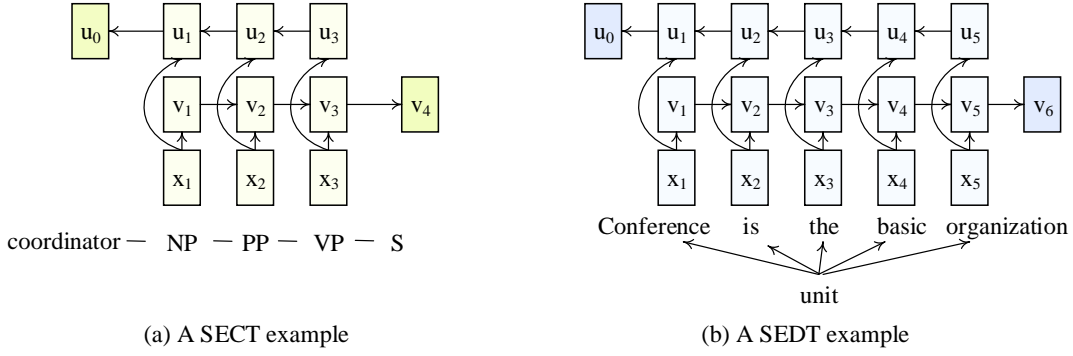 u₀ u₁ u₂ u₃
v₁ v₂ v₃ v₄
x₁ x₂ x₃
coordinator — NP — PP — VP — S
(a) A SECT example
u₀ u₁ u₂ u₃ u₄ u₅
v₁ v₂ v₃ v₄ v₅ v₆
x₁ x₂ x₃ x₄ x₅
Conference is the basic organization
unit
(b) A SEDT example